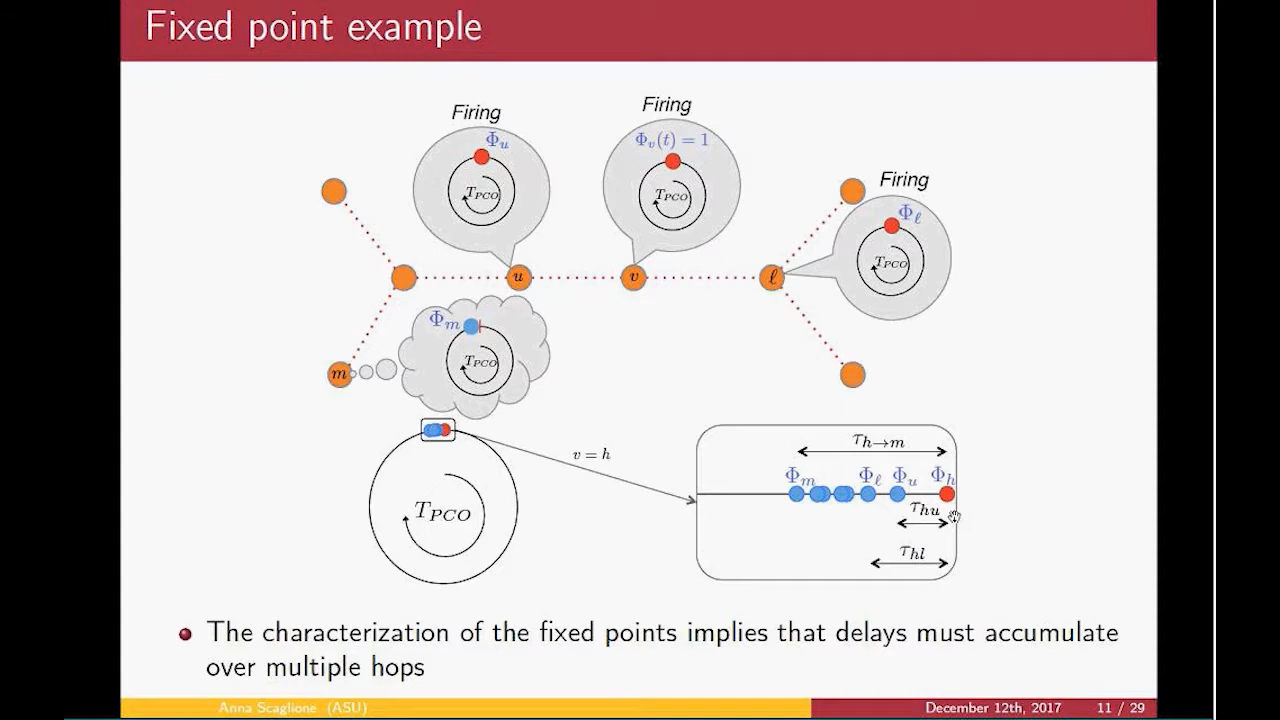 Fixed point example
Firing
Firing
Firing
Φ_u
Φ_v(t) = 1
Φ_ℓ
T_PCO
T_PCO
T_PCO
u
v
ℓ
Φ_m
T_PCO
m
v = h
T_PCO
τ_h→m
Φ_m Φ_ℓ Φ_u Φ_h
τ_hu
τ_hl
The characterization of the fixed points implies that delays must accumulate
over multiple hops
Anna Scaglione (ASU) December 12th, 2017 11 / 29